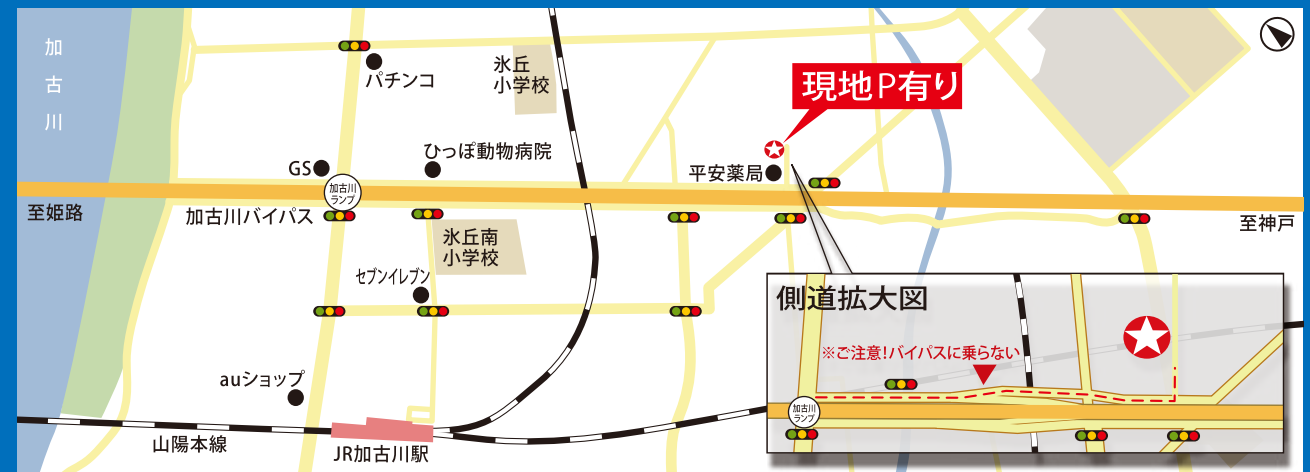 加古川
パチンコ
氷丘
小学校
現地P有り
ひっぽ動物病院
GS
平安薬局
加古川
ランプ
至姫路
加古川バイパス
至神戸
氷丘南
小学校
セブンイレブン
側道拡大図
※ご注意!バイパスに乗らない
auショップ
加古川
ランプ
山陽本線
JR加古川駅